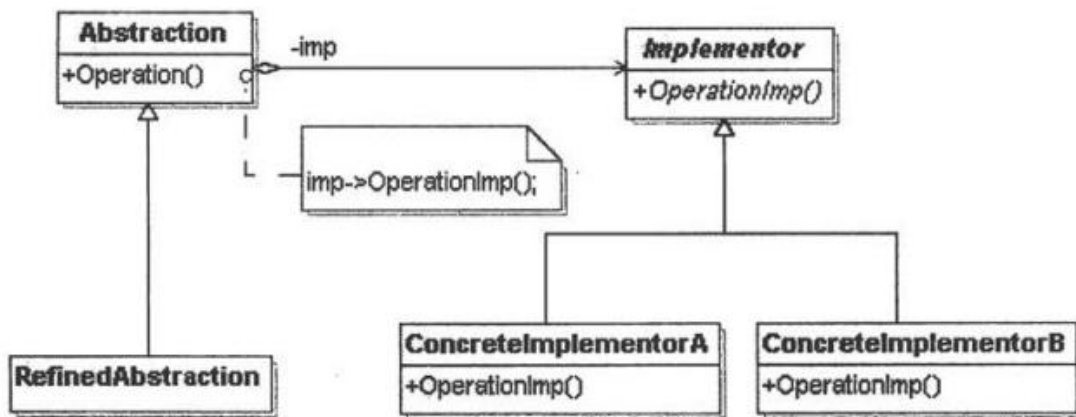 Abstraction
+Operation()
-imp
Implementor
+OperationImp()
imp->OperationImp();
RefinedAbstraction
ConcreteImplementorA
+OperationImp()
ConcreteImplementorB
+OperationImp()